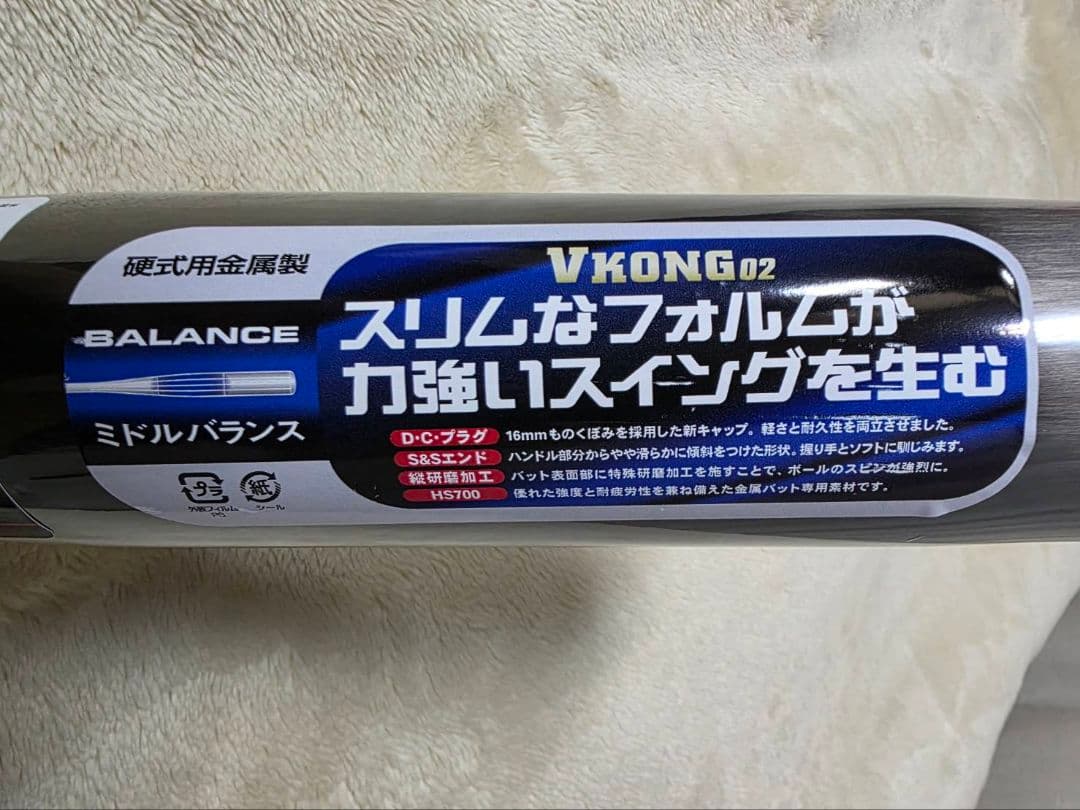 硬式用金属製
BALANCE
ミドルバランス
プラ
外装フィルム
PS
紙
シール
VKONG02
スリムなフォルムが
力強いスイングを生む
D・C・プラグ 16mmものくぼみを採用した新キャップ。軽さと耐久性を両立させました。
S&Sエンド ハンドル部分からやや滑らかに傾斜をつけた形状。握り手とソフトに馴じみます。
縦研磨加工 バット表面部に特殊研磨加工を施すことで、ボールのスピンが強烈に。
HS700 優れた強度と耐疲労性を兼ね備えた金属バット専用素材です。